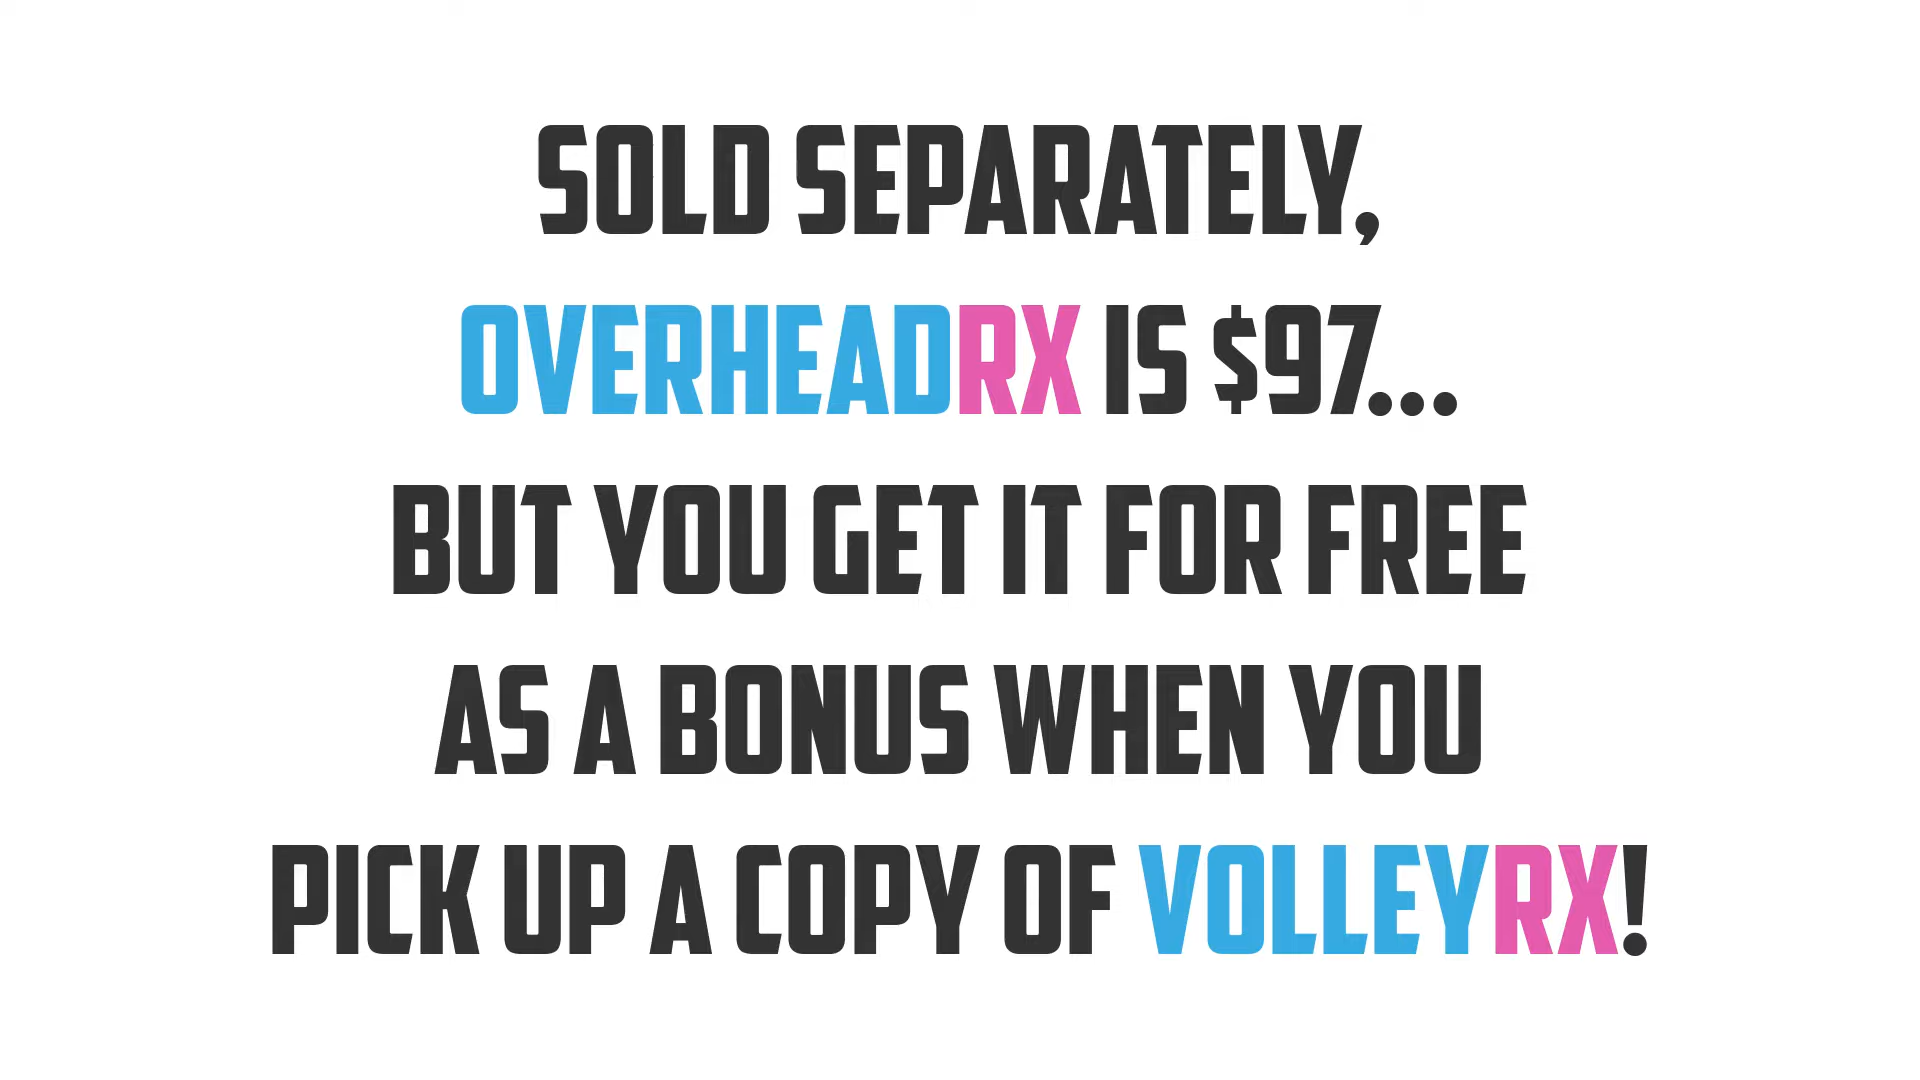 SOLD SEPARATELY,
OVERHEADRX IS $97...
BUT YOU GET IT FOR FREE
AS A BONUS WHEN YOU
PICK UP A COPY OF VOLLEYRX!